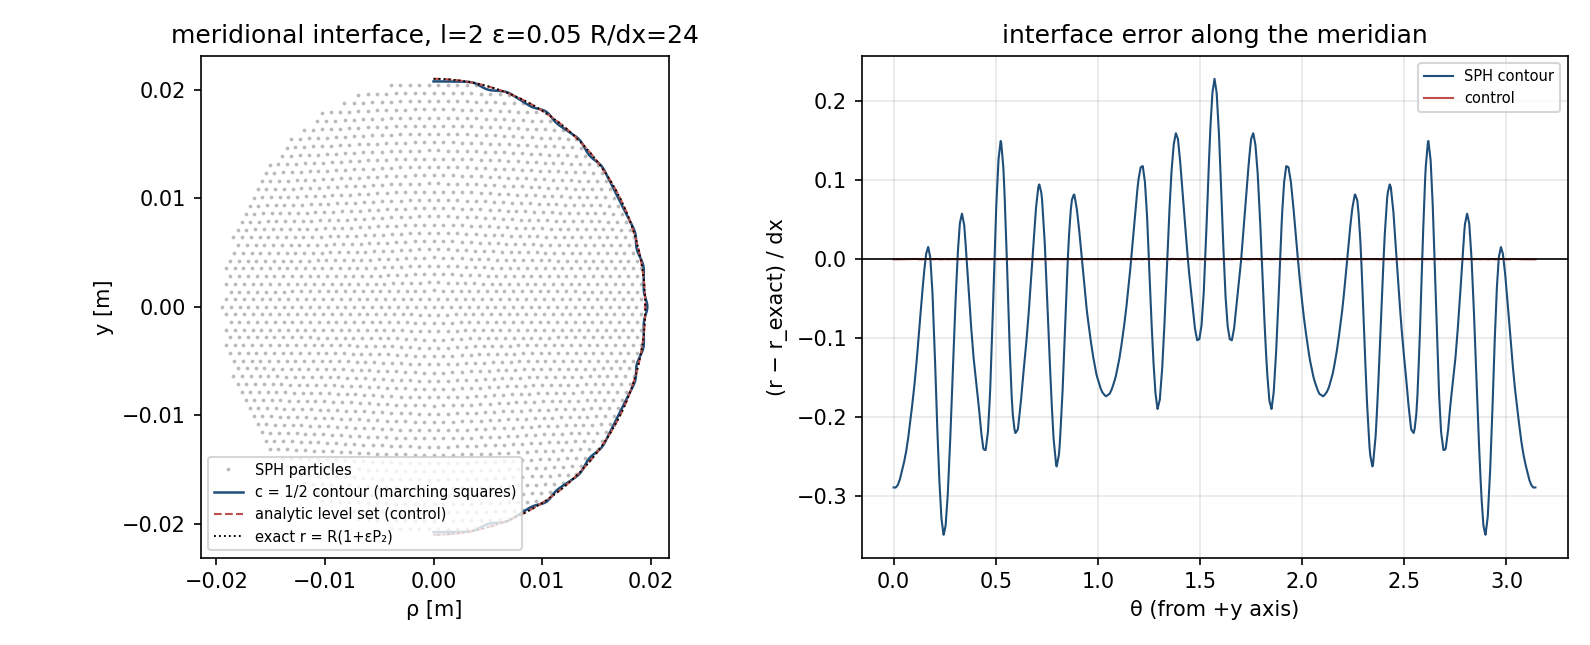 meridional interface, l=2 ε=0.05 R/dx=24
y [m]
0.02
0.01
0.00
−0.01
−0.02
SPH particles
c = 1/2 contour (marching squares)
analytic level set (control)
exact r = R(1+εP₂)
−0.02 −0.01 0.00 0.01 0.02
ρ [m]
interface error along the meridian
(r − r_exact) / dx
0.2
0.1
0.0
−0.1
−0.2
−0.3
SPH contour
control
0.0 0.5 1.0 1.5 2.0 2.5 3.0
θ (from +y axis)